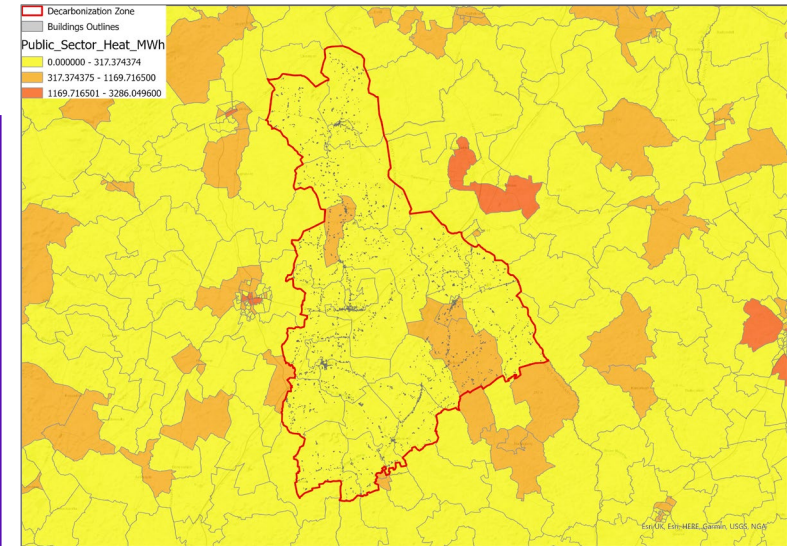 Decarbonization Zone
Buildings Outlines
Public_Sector_Heat_MWh
0.000000 - 317.374374
317.374375 - 1169.716500
1169.716501 - 3286.049600
Esri UK, Esri, HERE, Garmin, USGS, NGA